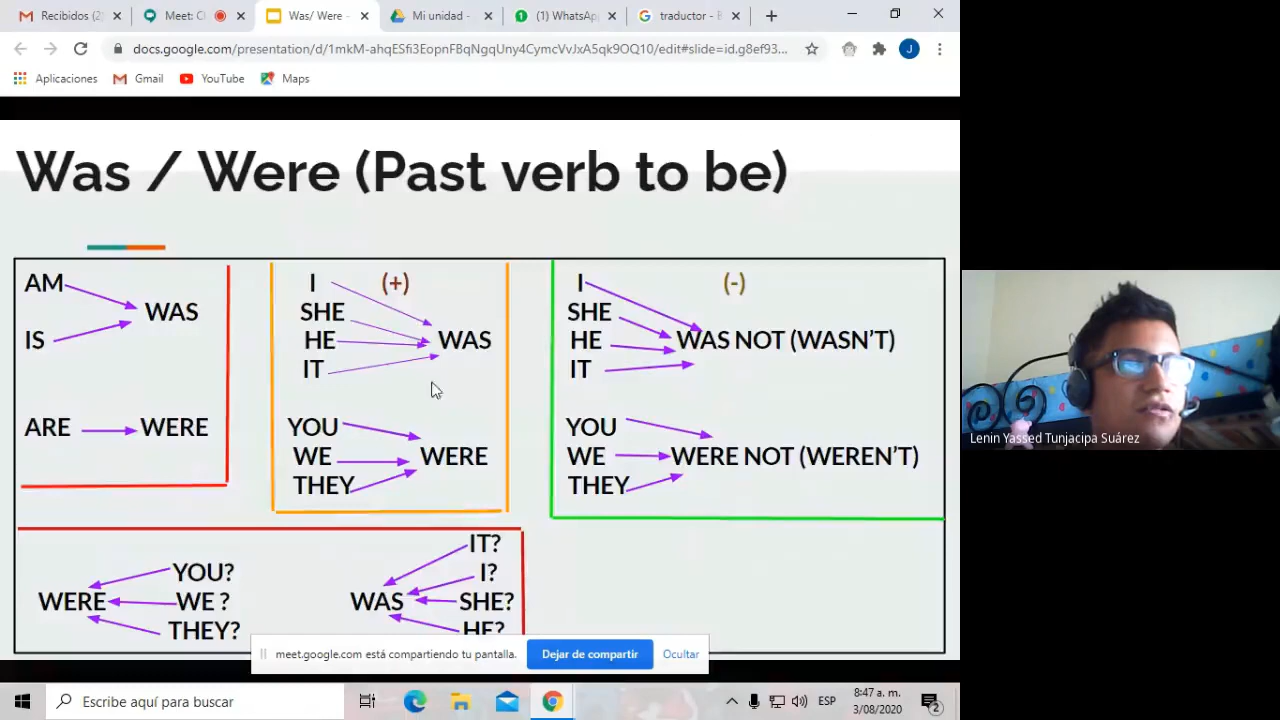 Recibidos (2)
Meet: C
Was/ Were -
Mi unidad -
(1) WhatsAp
traductor - B
docs.google.com/presentation/d/1mkM-ahqESfi3EopnFBqNgqUny4CymcVvJxA5qk9OQ10/edit#slide=id.g8ef93...
J
Aplicaciones Gmail YouTube Maps
Was / Were (Past verb to be)
AM
IS
WAS
ARE WERE
I (+)
SHE
HE WAS
IT
YOU
WE WERE
THEY
I (-)
SHE
HE WAS NOT (WASN'T)
IT
YOU
WE WERE NOT (WEREN'T)
THEY
YOU?
WERE WE ?
THEY?
IT?
I?
WAS SHE?
HE?
Lenin Yassed Tunjacipa Suárez
meet.google.com está compartiendo tu pantalla. Dejar de compartir Ocultar
Escribe aquí para buscar
ESP
8:47 a. m.
3/08/2020
2